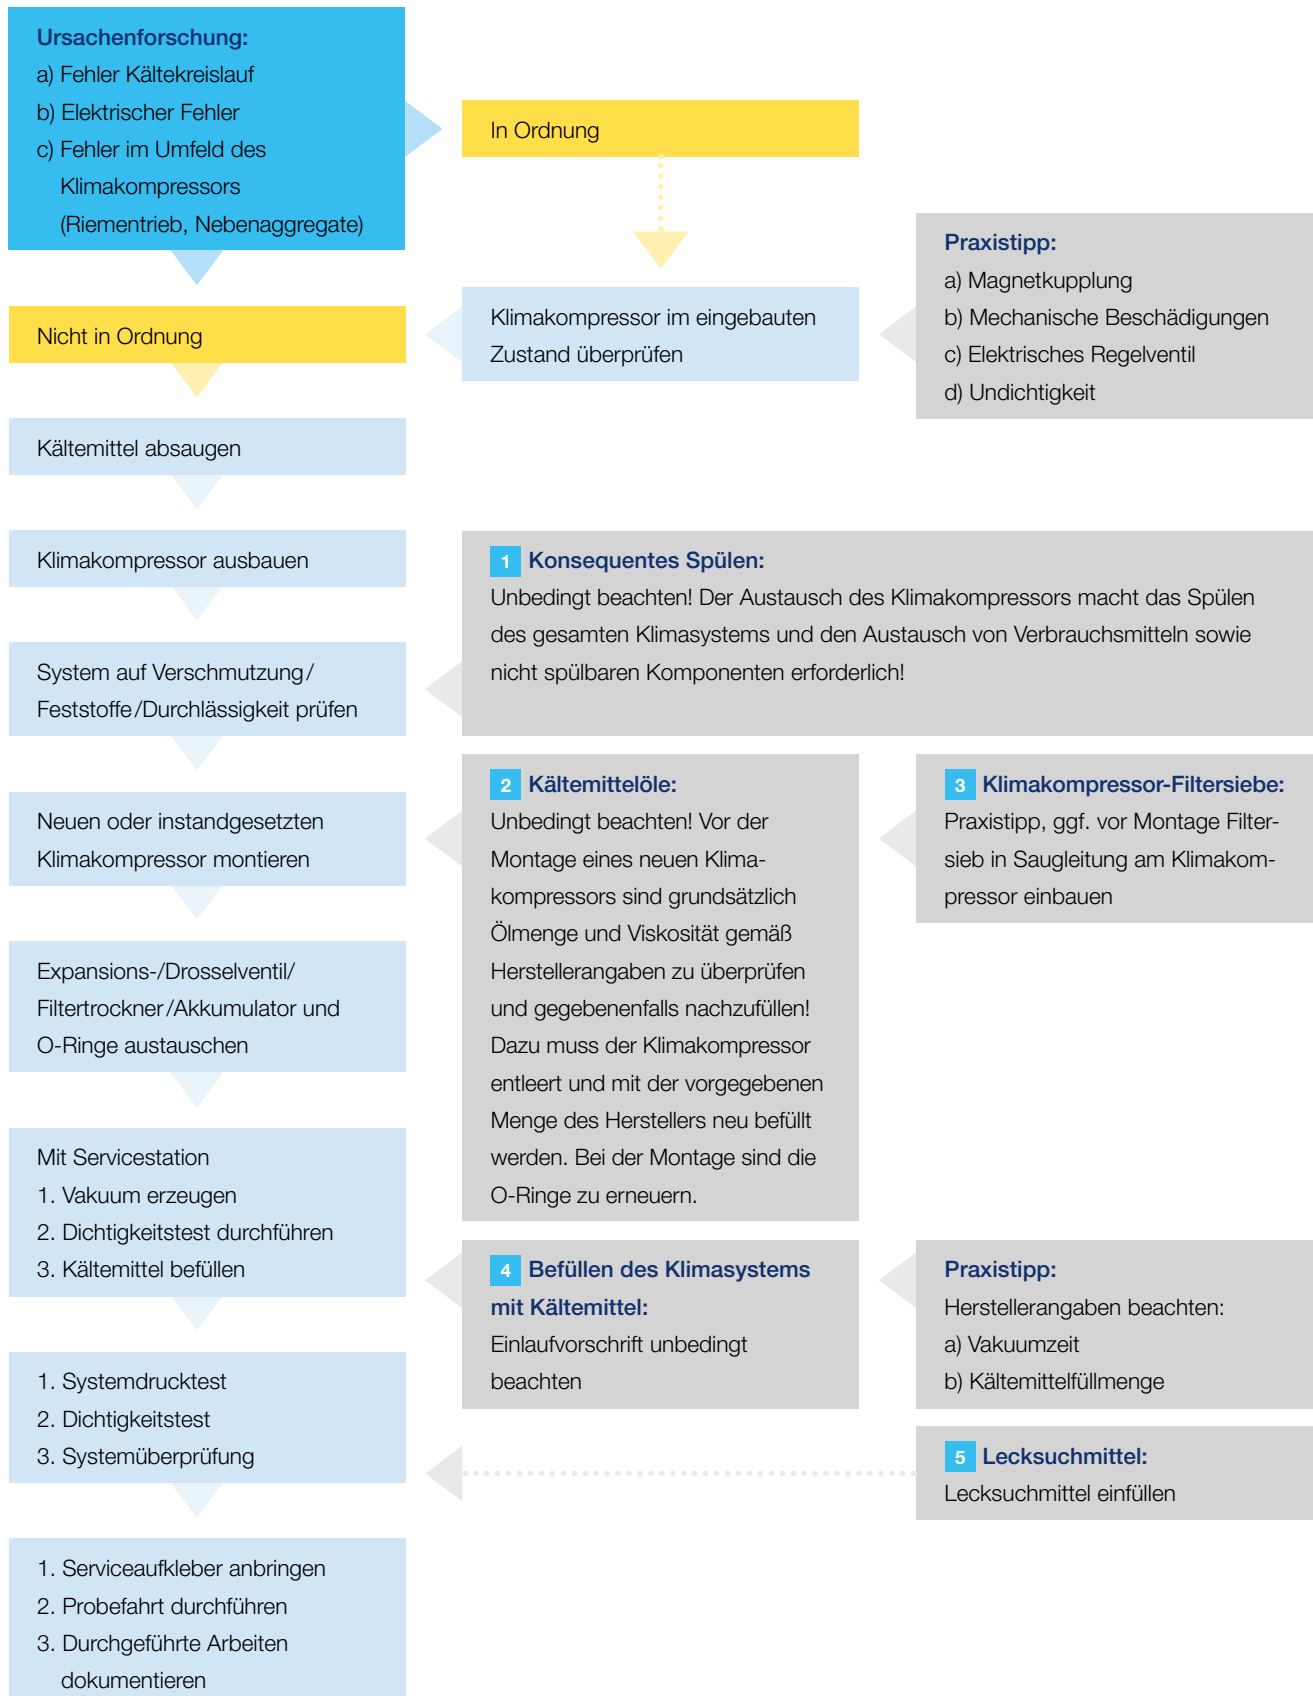 Ursachenforschung:
a) Fehler Kältekreislauf
b) Elektrischer Fehler
c) Fehler im Umfeld des
Klimakompressors
(Riementrieb, Nebenaggregate)
In Ordnung
Praxistipp:
a) Magnetkupplung
b) Mechanische Beschädigungen
c) Elektrisches Regelventil
d) Undichtigkeit
Klimakompressor im eingebauten
Zustand überprüfen
Nicht in Ordnung
Kältemittel absaugen
Klimakompressor ausbauen
1 Konsequentes Spülen:
Unbedingt beachten! Der Austausch des Klimakompressors macht das Spülen
des gesamten Klimasystems und den Austausch von Verbrauchsmitteln sowie
nicht spülbaren Komponenten erforderlich!
System auf Verschmutzung/
Feststoffe/Durchlässigkeit prüfen
Neuen oder instandgesetzten
Klimakompressor montieren
2 Kältemittelöle:
Unbedingt beachten! Vor der
Montage eines neuen Klima-
kompressors sind grundsätzlich
Ölmenge und Viskosität gemäß
Herstellerangaben zu überprüfen
und gegebenenfalls nachzufüllen!
Dazu muss der Klimakompressor
entleert und mit der vorgegebenen
Menge des Herstellers neu befüllt
werden. Bei der Montage sind die
O-Ringe zu erneuern.
3 Klimakompressor-Filtersiebe:
Praxistipp, ggf. vor Montage Filter-
sieb in Saugleitung am Klimakom-
pressor einbauen
Expansions-/Drosselventil/
Filtertrockner/Akkumulator und
O-Ringe austauschen
Mit Servicestation
1. Vakuum erzeugen
2. Dichtigkeitstest durchführen
3. Kältemittel befüllen
4 Befüllen des Klimasystems
mit Kältemittel:
Einlaufvorschrift unbedingt
beachten
Praxistipp:
Herstellerangaben beachten:
a) Vakuumzeit
b) Kältemittelfüllmenge
1. Systemdrucktest
2. Dichtigkeitstest
3. Systemüberprüfung
5 Lecksuchmittel:
Lecksuchmittel einfüllen
1. Serviceaufkleber anbringen
2. Probefahrt durchführen
3. Durchgeführte Arbeiten
dokumentieren